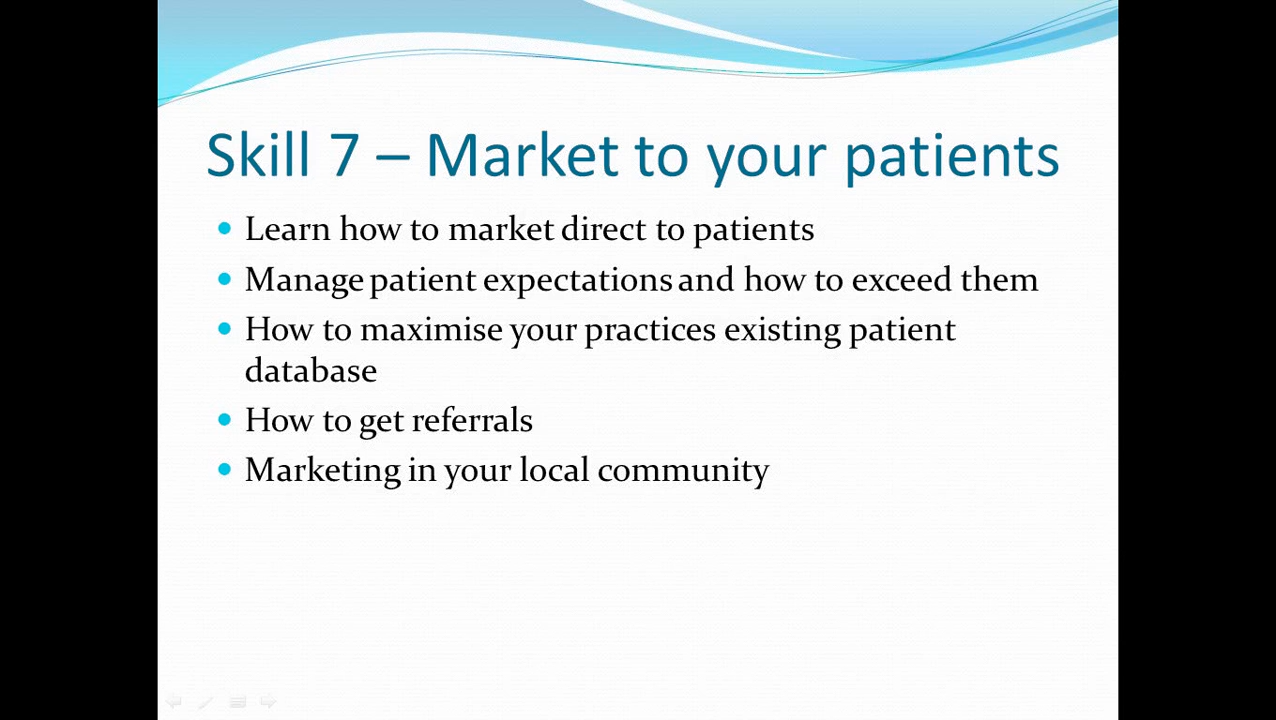 Skill 7 – Market to your patients
Learn how to market direct to patients
Manage patient expectations and how to exceed them
How to maximise your practices existing patient
database
How to get referrals
Marketing in your local community